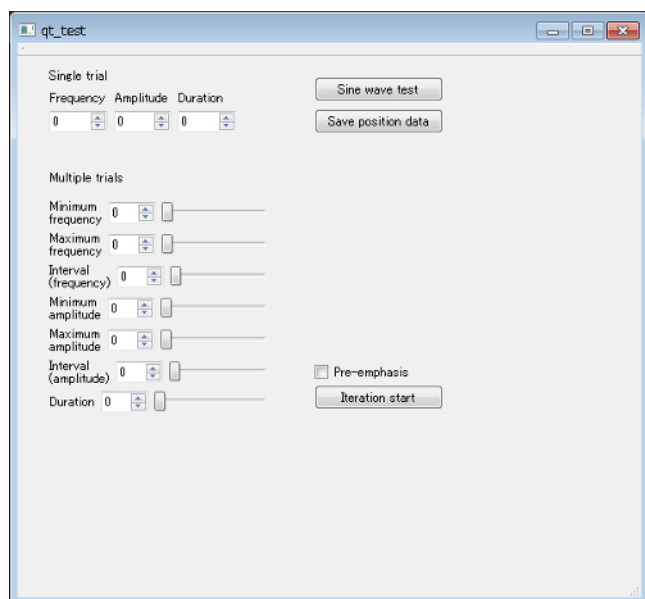 qt_test
Single trial
Frequency Amplitude Duration
0 0 0
Sine wave test
Save position data
Multiple trials
Minimum
frequency 0
Maximum
frequency 0
Interval
(frequency) 0
Minimum
amplitude 0
Maximum
amplitude 0
Interval
(amplitude) 0
Duration 0
Pre-emphasis
Iteration start